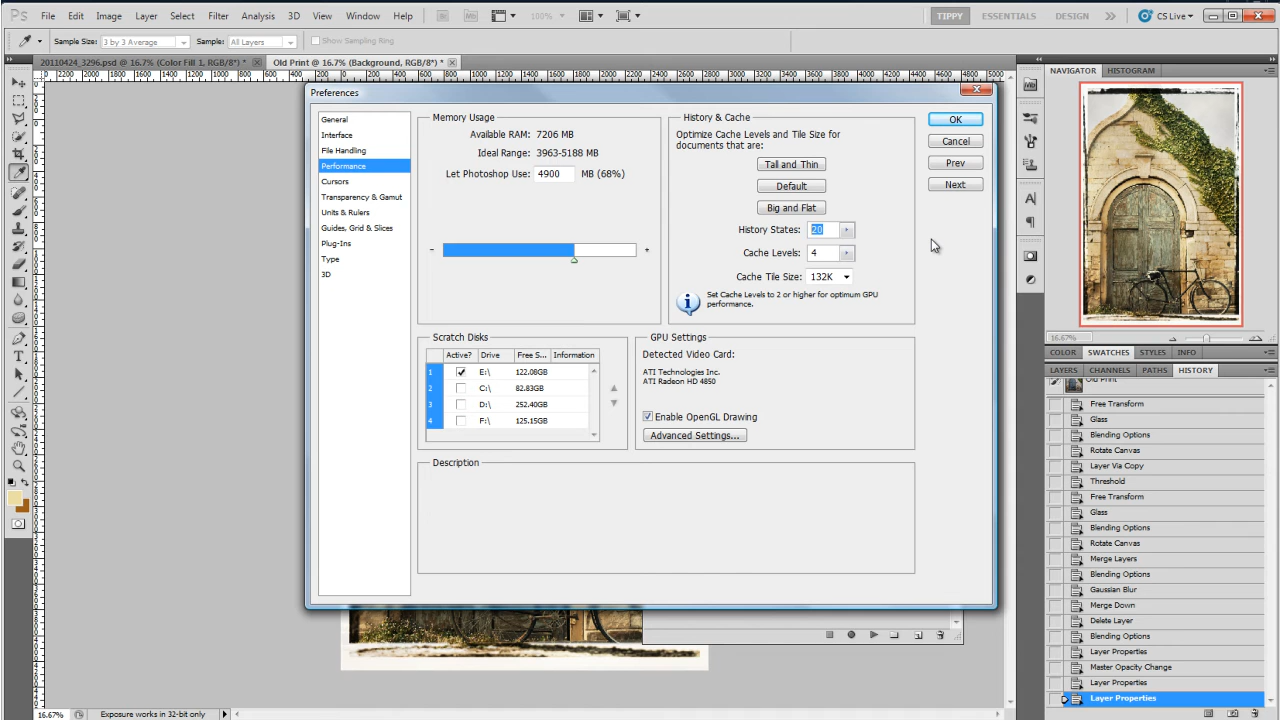 Ps File Edit Image Layer Select Filter Analysis 3D View Window Help Br Mb 100% TIPPY ESSENTIALS DESIGN CS Live
Sample Size: 3 by 3 Average Sample: All Layers Show Sampling Ring
20110424_3296.psd @ 16.7% (Color Fill 1, RGB/8*) * Old Print @ 16.7% (Background, RGB/8*) *
NAVIGATOR HISTOGRAM
Preferences
General
Interface
File Handling
Performance
Cursors
Transparency & Gamut
Units & Rulers
Guides, Grid & Slices
Plug-Ins
Type
3D
Memory Usage
Available RAM: 7206 MB
Ideal Range: 3963-5188 MB
Let Photoshop Use: 4900 MB (68%)
- +
History & Cache
Optimize Cache Levels and Tile Size for
documents that are:
Tall and Thin
Default
Big and Flat
History States: 20
Cache Levels: 4
Cache Tile Size: 132K
Set Cache Levels to 2 or higher for optimum GPU
performance.
OK
Cancel
Prev
Next
Scratch Disks
Active? Drive Free S... Information
1 E:\ 122.08GB
2 C:\ 82.83GB
3 D:\ 252.40GB
4 F:\ 125.15GB
GPU Settings
Detected Video Card:
ATI Technologies Inc.
ATI Radeon HD 4850
Enable OpenGL Drawing
Advanced Settings...
Description
16.67%
COLOR SWATCHES STYLES INFO
LAYERS CHANNELS PATHS HISTORY
Old Print
Free Transform
Glass
Blending Options
Rotate Canvas
Layer Via Copy
Threshold
Free Transform
Glass
Blending Options
Rotate Canvas
Merge Layers
Blending Options
Gaussian Blur
Merge Down
Delete Layer
Blending Options
Layer Properties
Master Opacity Change
Layer Properties
Layer Properties
16.67% Exposure works in 32-bit only